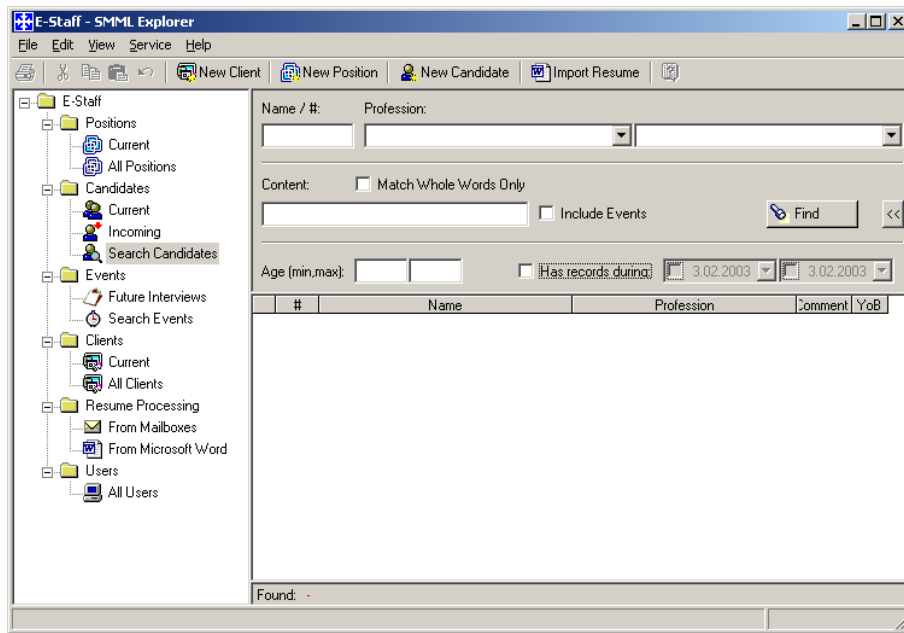 E-Staff - SMML Explorer
File Edit View Service Help
New Client New Position New Candidate Import Resume
E-Staff
Positions
Current
All Positions
Candidates
Current
Incoming
Search Candidates
Events
Future Interviews
Search Events
Clients
Current
All Clients
Resume Processing
From Mailboxes
From Microsoft Word
Users
All Users
Name / #: Profession:
Content: Match Whole Words Only
Include Events Find <<
Age (min,max): Has records during: 3.02.2003 3.02.2003
# Name Profession Comment YoB
Found: -